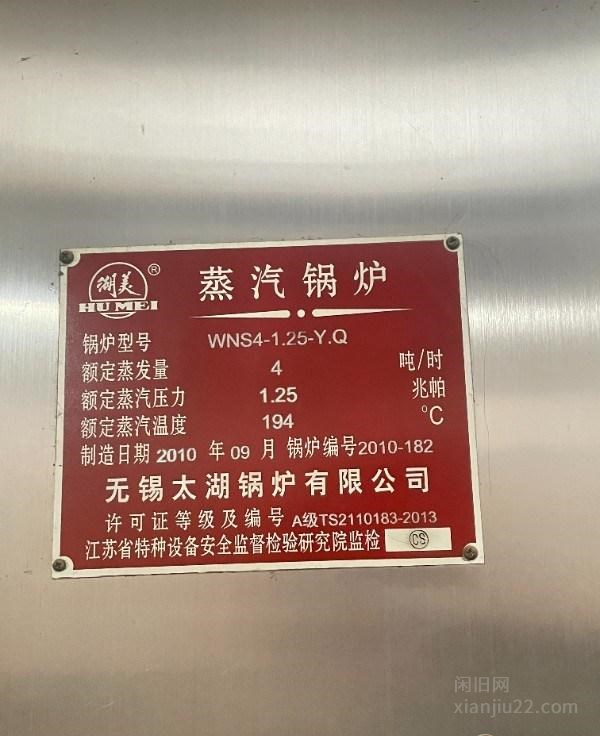 湖美 ®
HU MEI
蒸汽锅炉
锅炉型号 WNS4-1.25-Y.Q
额定蒸发量 4 吨/时
额定蒸汽压力 1.25 兆帕
额定蒸汽温度 194 °C
制造日期 2010 年 09 月 锅炉编号 2010-182
无锡太湖锅炉有限公司
许可证等级及编号 A级TS2110183-2013
江苏省特种设备安全监督检验研究院监检 CS
闲旧网
xianjiu22.com